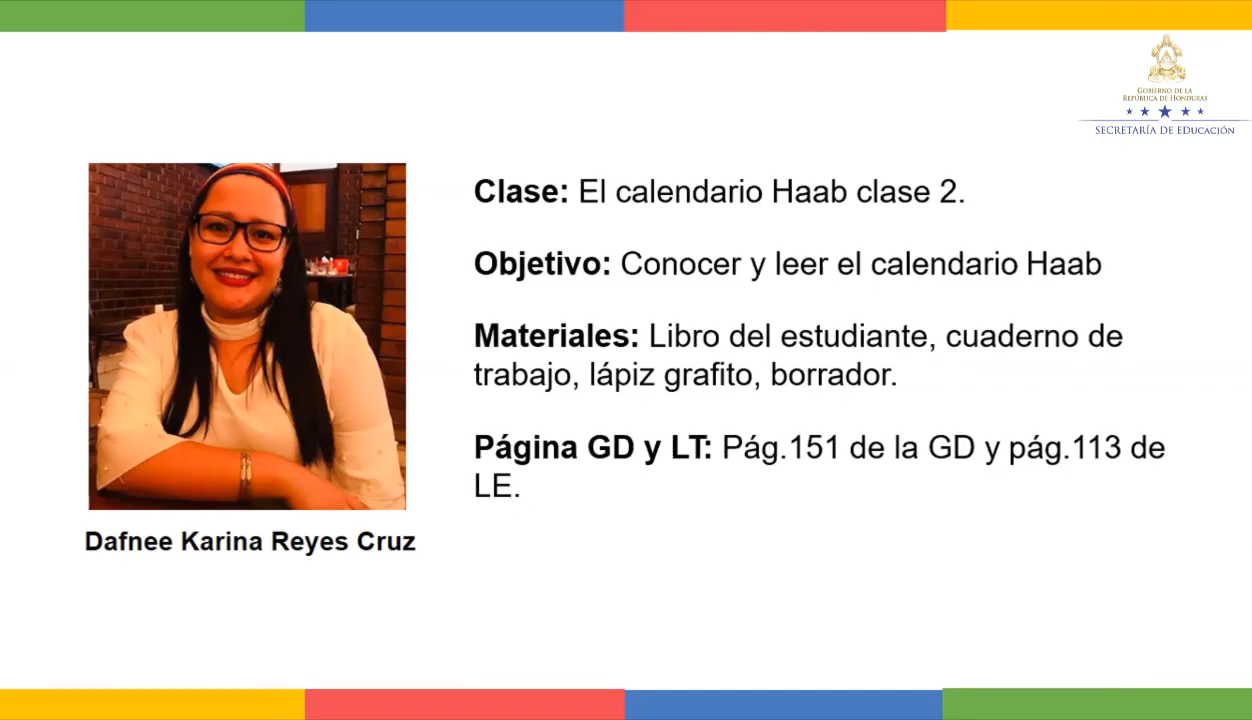 GOBIERNO DE LA
REPÚBLICA DE HONDURAS
SECRETARÍA DE EDUCACIÓN
Clase: El calendario Haab clase 2.
Objetivo: Conocer y leer el calendario Haab
Materiales: Libro del estudiante, cuaderno de
trabajo, lápiz grafito, borrador.
Página GD y LT: Pág.151 de la GD y pág.113 de
LE.
Dafnee Karina Reyes Cruz